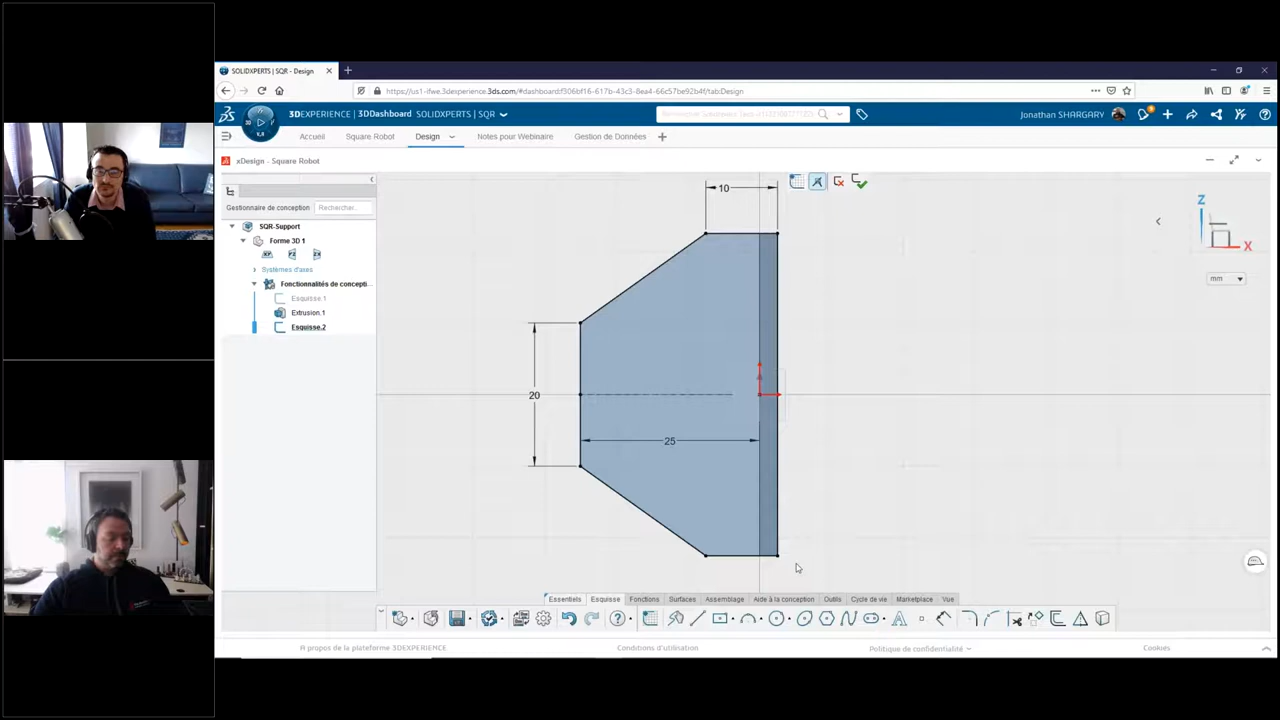 SOLIDXPERTS | SQR - Design
https://us1-ifwe.3dexperience.3ds.com/#dashboard:f306bf16-617b-43c3-8ea4-66c57be92b4f/tab:Design
3DEXPERIENCE | 3DDashboard SOLIDXPERTS | SQR
Jonathan SHARGARY
Accueil Square Robot Design Notes pour Webinaire Gestion de Données
xDesign - Square Robot
Gestionnaire de conception Rechercher...
SQR-Support
Forme 3D 1
XY YZ ZX
Systèmes d'axes
Fonctionnalités de concepti...
Esquisse.1
Extrusion.1
Esquisse.2
10
Z
X
mm
20
25
Essentiels Esquisse Fonctions Surfaces Assemblage Aide à la conception Outils Cycle de vie Marketplace Vue
A propos de la plateforme 3DEXPERIENCE Conditions d'utilisation Politique de confidentialité Cookies